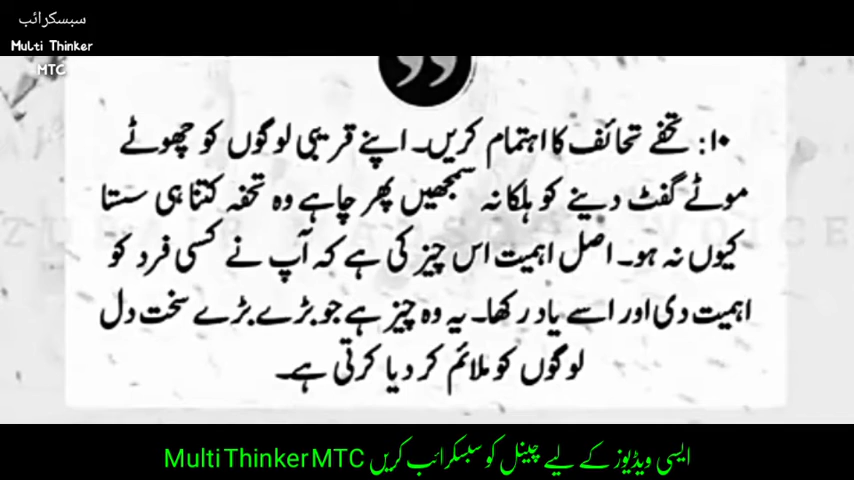 سبسکرائب
Multi Thinker
MTC
۱۰: تحفے تحائف کا اہتمام کریں۔ اپنے قریبی لوگوں کو چھوٹے
موٹے گفٹ دینے کو ہلکا نہ سمجھیں پھر چاہے وہ تحفہ کتنا ہی سستا
کیوں نہ ہو۔ اصل اہمیت اس چیز کی ہے کہ آپ نے کسی فرد کو
اہمیت دی اور اسے یاد رکھا۔ یہ وہ چیز ہے جو بڑے بڑے سخت دل
لوگوں کو ملائم کر دیا کرتی ہے۔
ایسی ویڈیوز کے لیے چینل کو سبسکرائب کریں Multi Thinker MTC